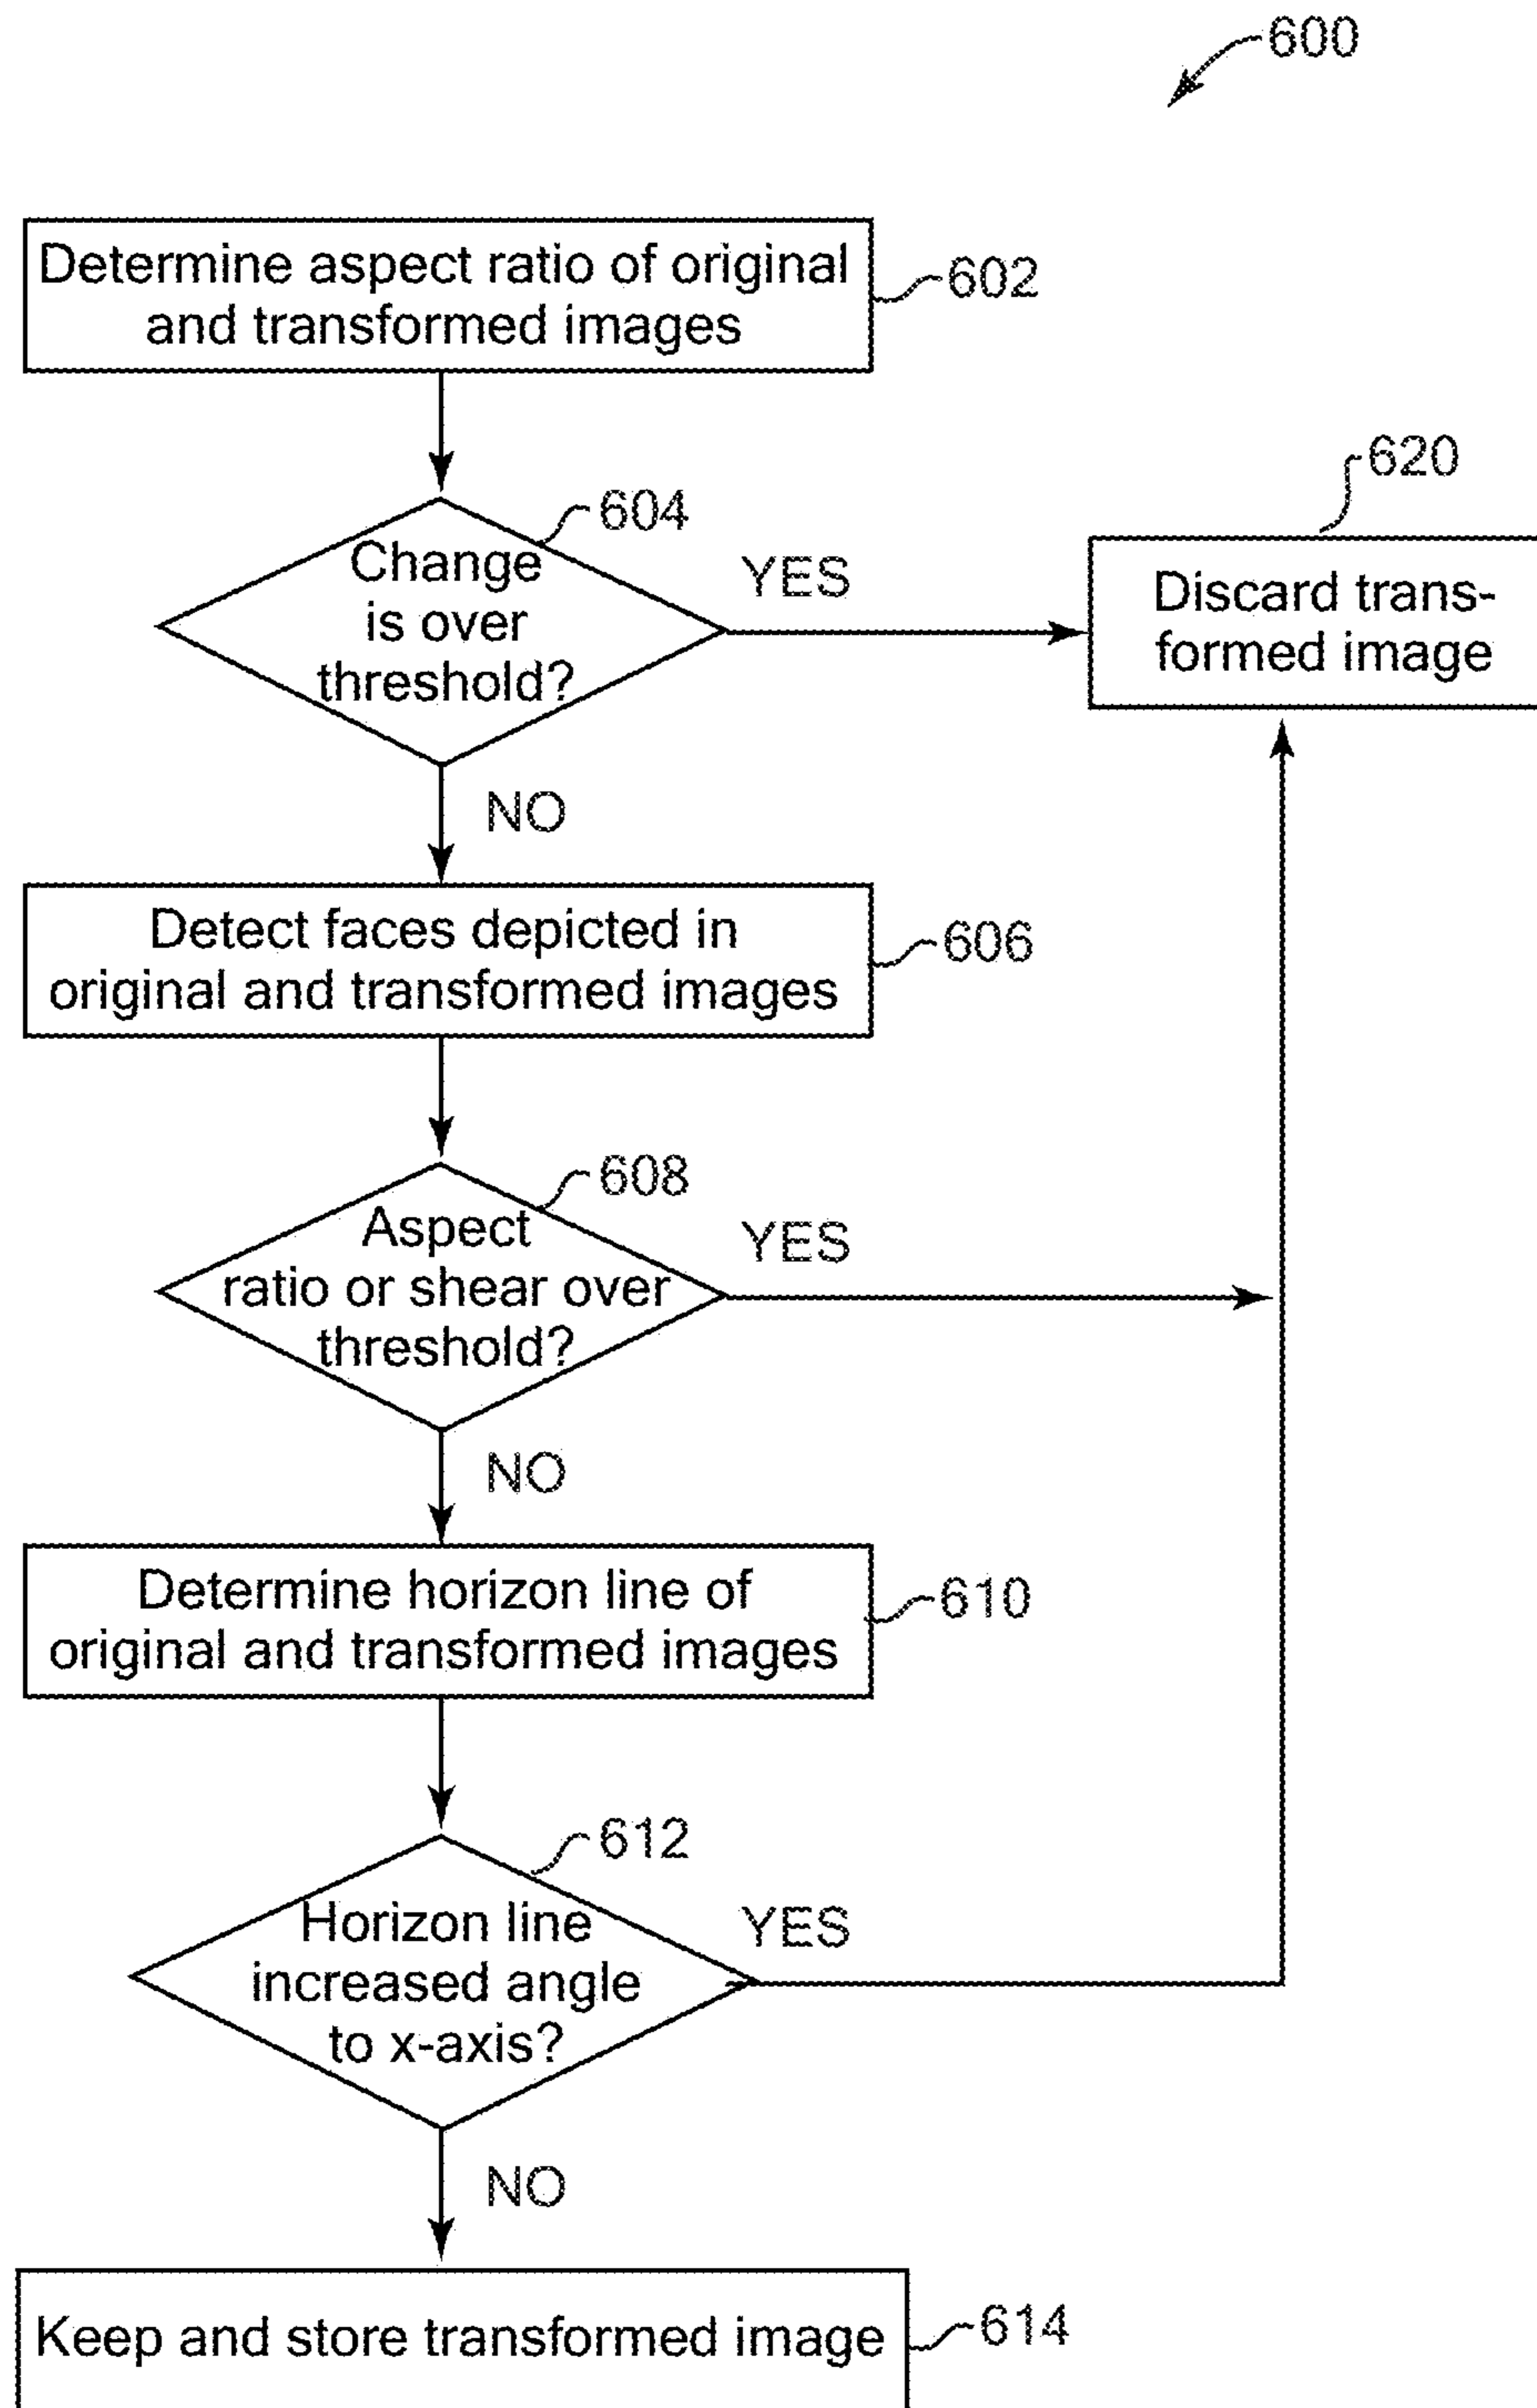 600
Determine aspect ratio of original
and transformed images
602
604
Change
is over
threshold?
YES
620
Discard trans-
formed image
NO
Detect faces depicted in
original and transformed images
606
608
Aspect
ratio or shear over
threshold?
YES
NO
Determine horizon line of
original and transformed images
610
612
Horizon line
increased angle
to x-axis?
YES
NO
Keep and store transformed image
614